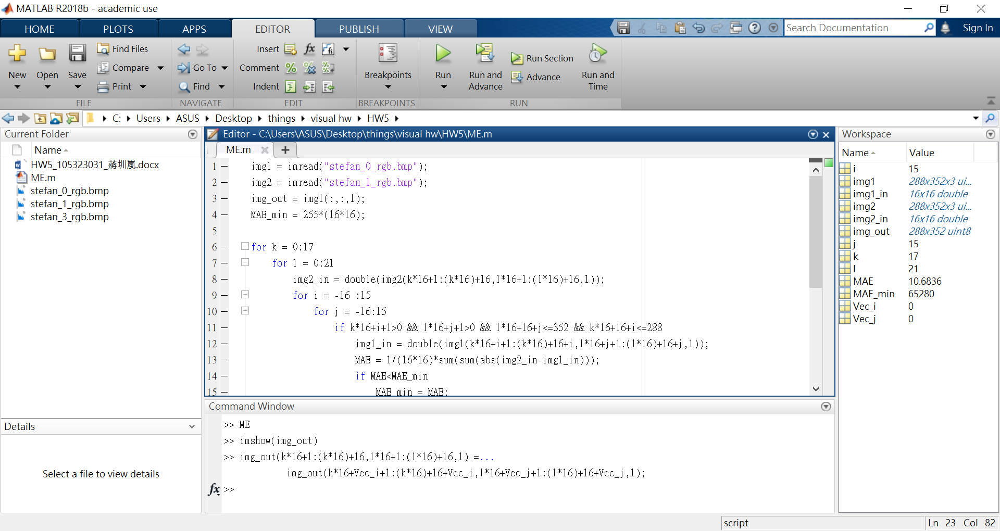 MATLAB R2018b - academic use
HOME PLOTS APPS EDITOR PUBLISH VIEW Search Documentation Sign In
New Open Save Find Files Compare Print
Go To Find
Insert fx Comment Indent
Breakpoints
Run Run and Advance Run Section Advance Run and Time
FILE NAVIGATE EDIT BREAKPOINTS RUN
C: Users ASUS Desktop things visual hw HW5
Current Folder
Name
HW5_105323031_蔣圳嵐.docx
ME.m
stefan_0_rgb.bmp
stefan_1_rgb.bmp
stefan_3_rgb.bmp
Details
Select a file to view details
Editor - C:\Users\ASUS\Desktop\things\visual hw\HW5\ME.m
ME.m
1 img1 = imread("stefan_0_rgb.bmp");
2 img2 = imread("stefan_1_rgb.bmp");
3 img_out = img1(:,:,1);
4 MAE_min = 255*(16*16);
5
6 for k = 0:17
7 for l = 0:21
8 img2_in = double(img2(k*16+1:(k*16)+16,l*16+1:(l*16)+16,1));
9 for i = -16 :15
10 for j = -16:15
11 if k*16+i+1>0 && l*16+j+1>0 && l*16+16+j<=352 && k*16+16+i<=288
12 img1_in = double(img1(k*16+i+1:(k*16)+16+i,l*16+j+1:(l*16)+16+j,1));
13 MAE = 1/(16*16)*sum(sum(abs(img2_in-img1_in)));
14 if MAE<MAE_min
15 MAE_min = MAE;
Command Window
>> ME
>> imshow(img_out)
>> img_out(k*16+1:(k*16)+16,l*16+1:(l*16)+16,1) =...
img_out(k*16+Vec_i+1:(k*16)+16+Vec_i,l*16+Vec_j+1:(l*16)+16+Vec_j,1);
fx >>
Workspace
Name Value
i 15
img1 288x352x3 ui...
img1_in 16x16 double
img2 288x352x3 ui...
img2_in 16x16 double
img_out 288x352 uint8
j 15
k 17
l 21
MAE 10.6836
MAE_min 65280
Vec_i 0
Vec_j 0
script Ln 23 Col 82